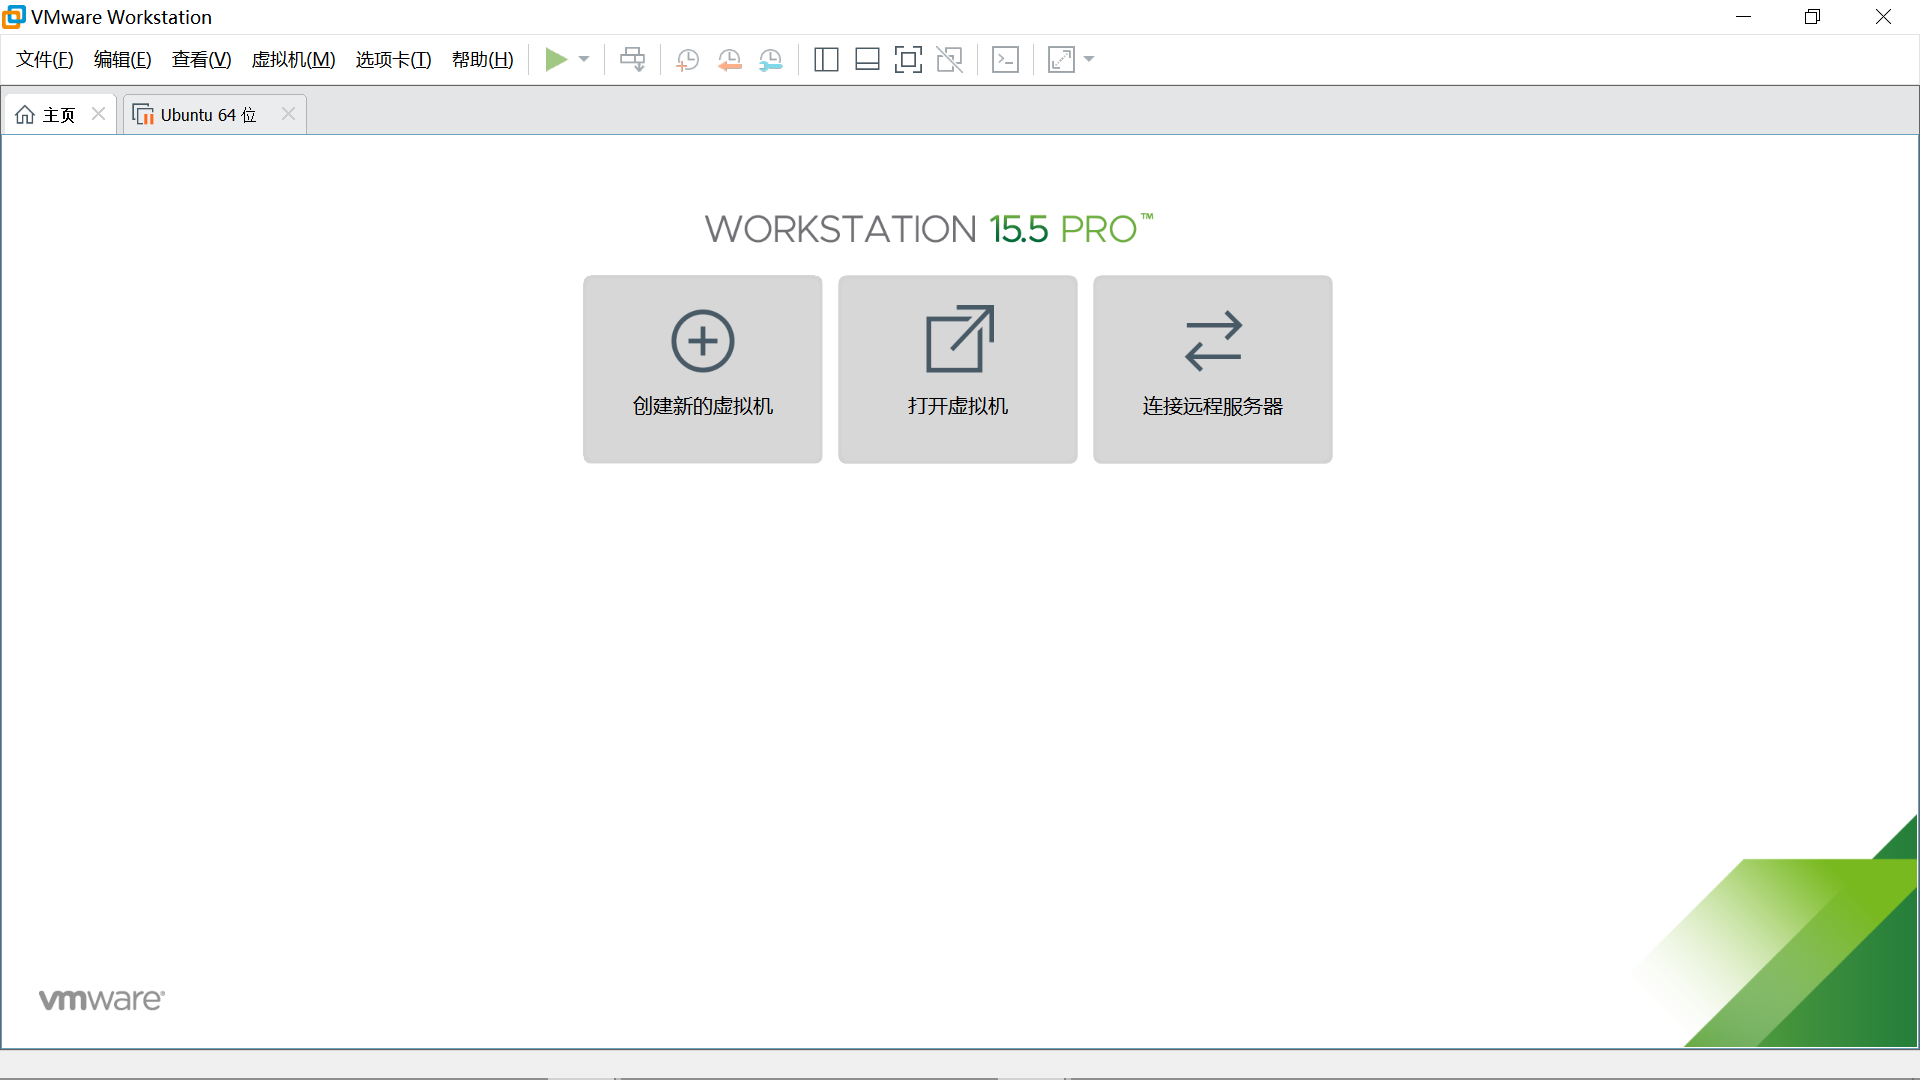 VMware Workstation
文件(F) 编辑(E) 查看(V) 虚拟机(M) 选项卡(T) 帮助(H)
主页 Ubuntu 64 位
WORKSTATION 15.5 PRO™
创建新的虚拟机 打开虚拟机 连接远程服务器
vmware®